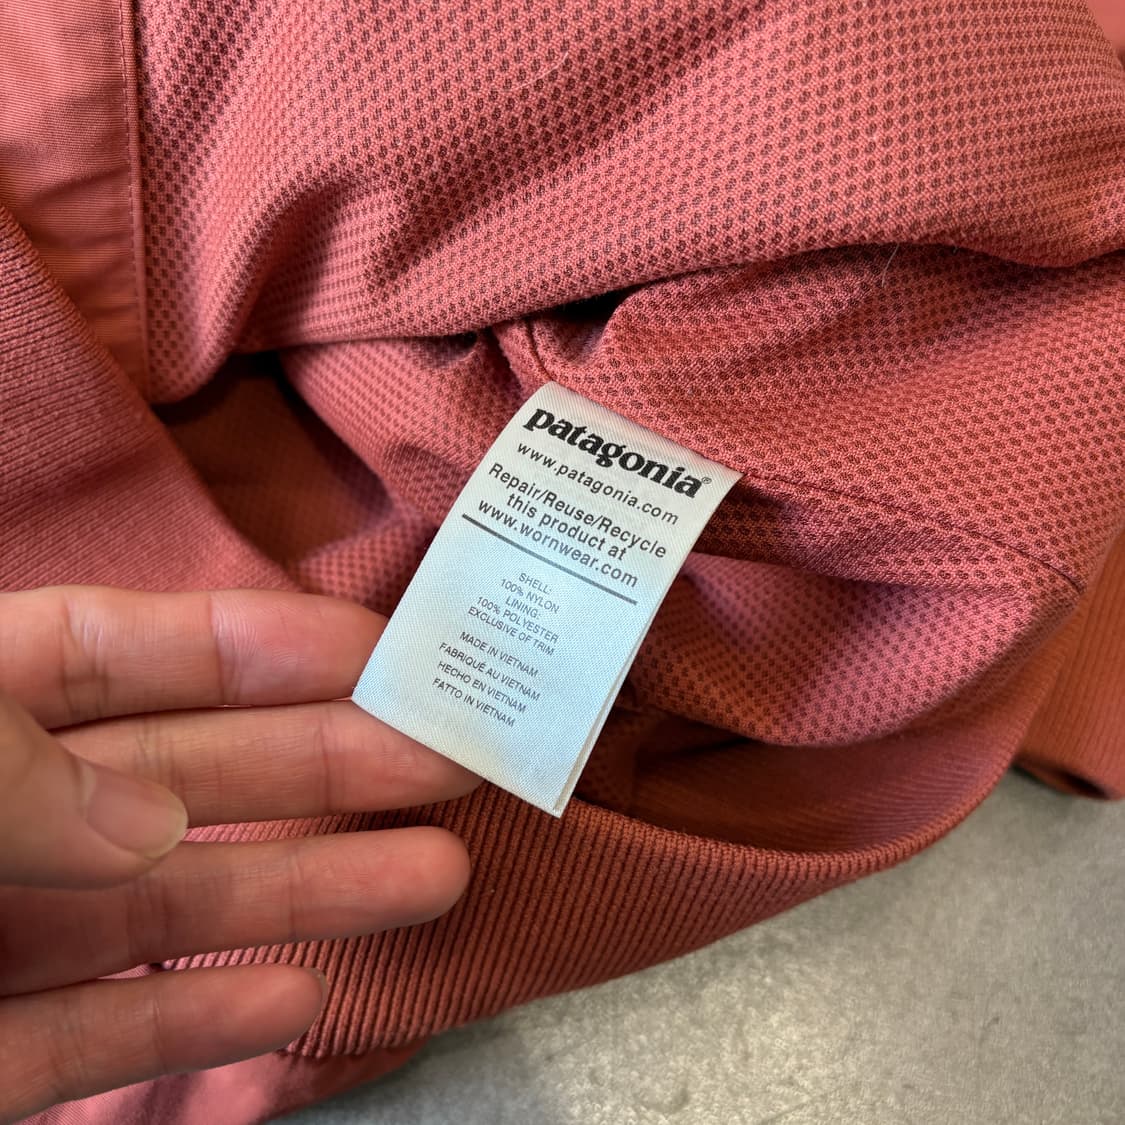 patagonia®
www.patagonia.com
Repair/Reuse/Recycle
this product at
www.wornwear.com
SHELL:
100% NYLON
LINING:
100% POLYESTER
EXCLUSIVE OF TRIM
MADE IN VIETNAM
FABRIQUÉ AU VIETNAM
HECHO EN VIETNAM
FATTO IN VIETNAM